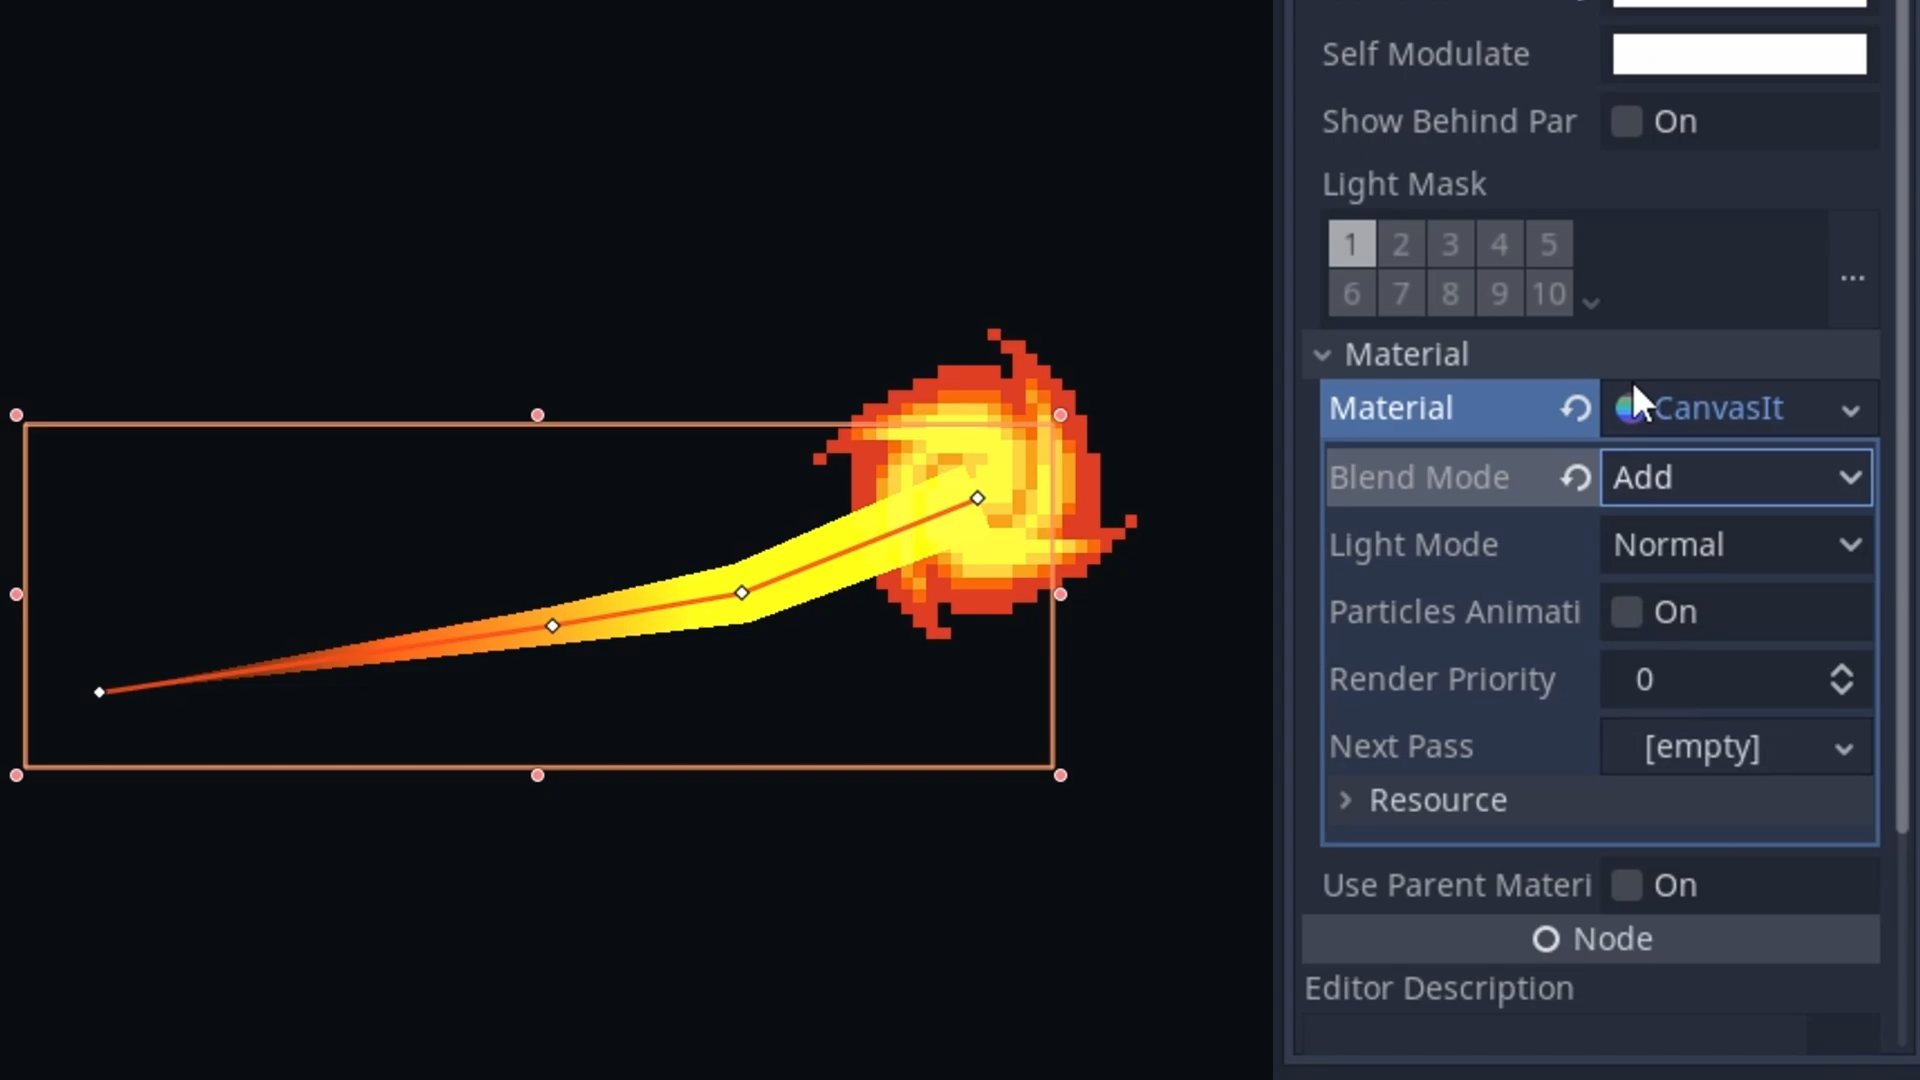 Self Modulate
Show Behind Par On
Light Mask
1 2 3 4 5
6 7 8 9 10
...
Material
Material CanvasIt
Blend Mode Add
Light Mode Normal
Particles Animati On
Render Priority 0
Next Pass [empty]
Resource
Use Parent Materi On
Node
Editor Description